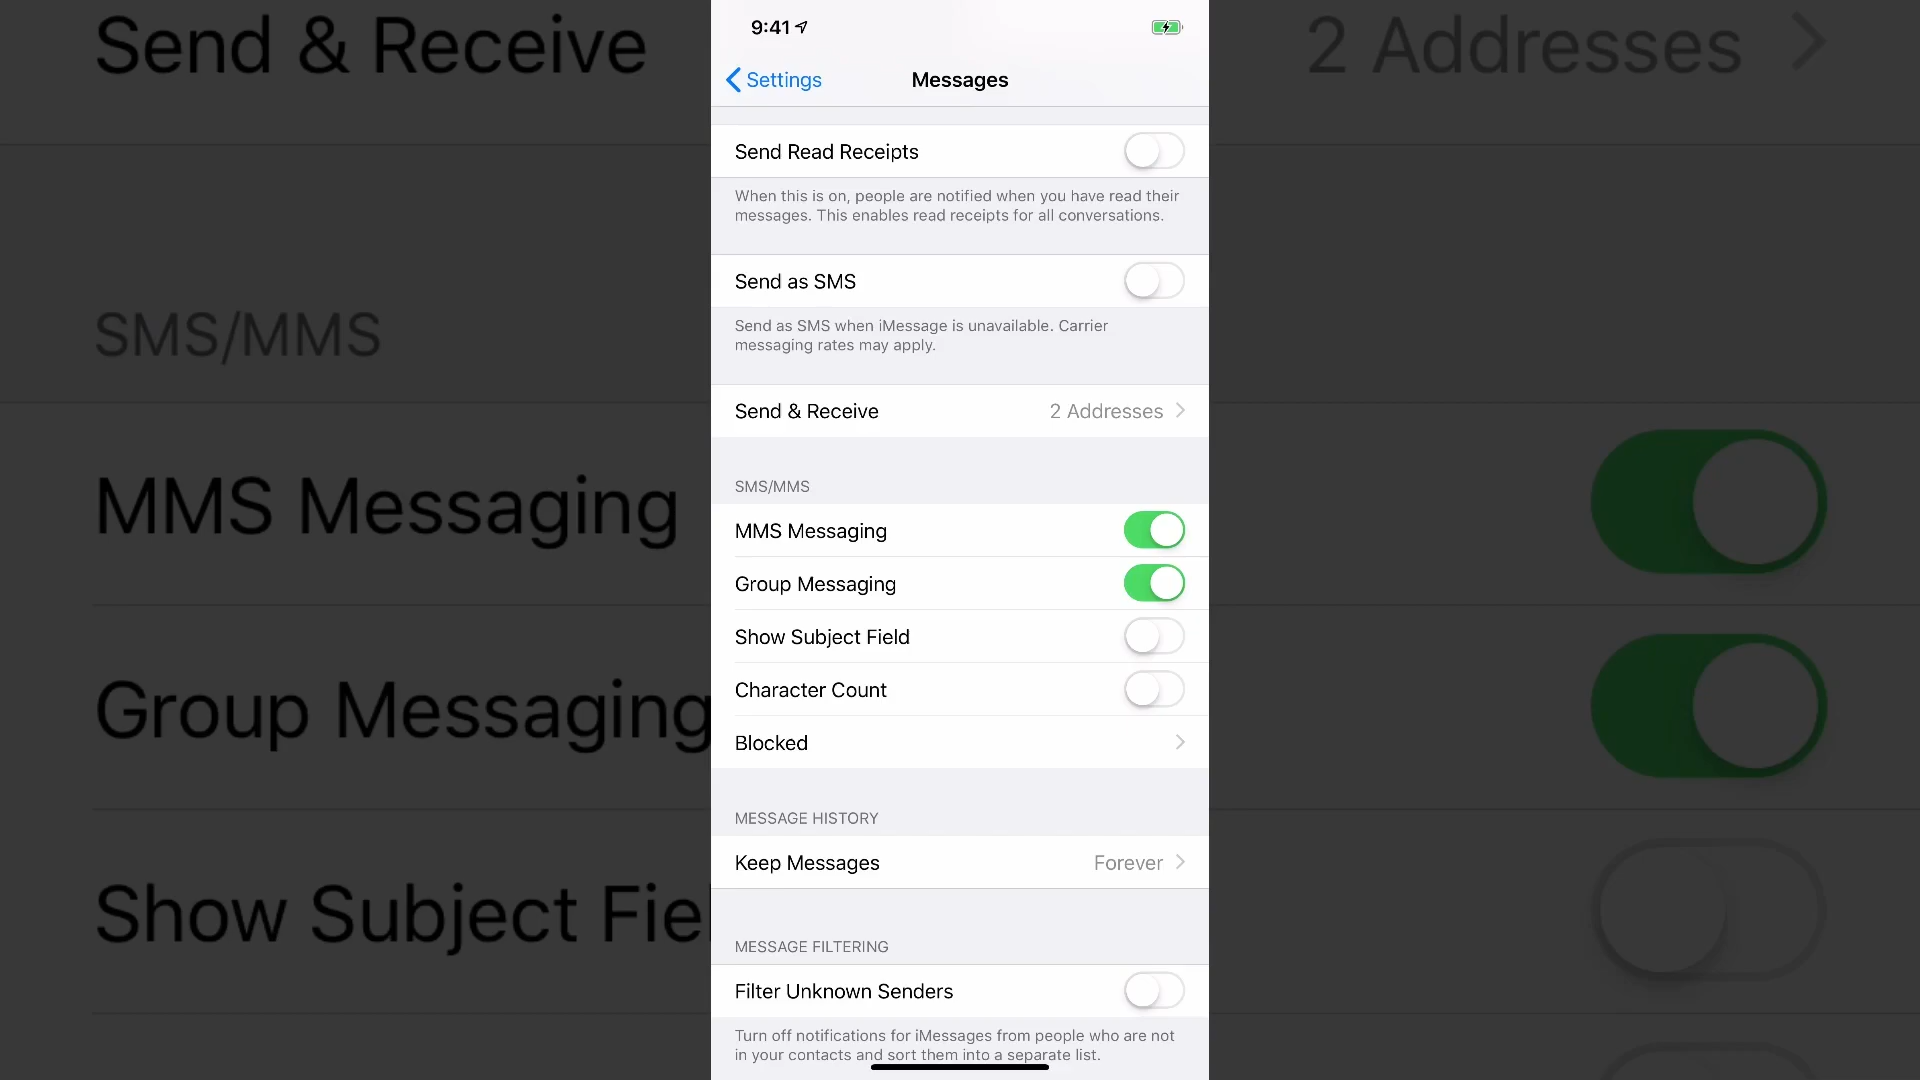 Send & Receive
2 Addresses
SMS/MMS
MMS Messaging
Group Messaging
Show Subject Fiel
9:41
Settings
Messages
Send Read Receipts
When this is on, people are notified when you have read their
messages. This enables read receipts for all conversations.
Send as SMS
Send as SMS when iMessage is unavailable. Carrier
messaging rates may apply.
Send & Receive
2 Addresses
SMS/MMS
MMS Messaging
Group Messaging
Show Subject Field
Character Count
Blocked
MESSAGE HISTORY
Keep Messages
Forever
MESSAGE FILTERING
Filter Unknown Senders
Turn off notifications for iMessages from people who are not
in your contacts and sort them into a separate list.